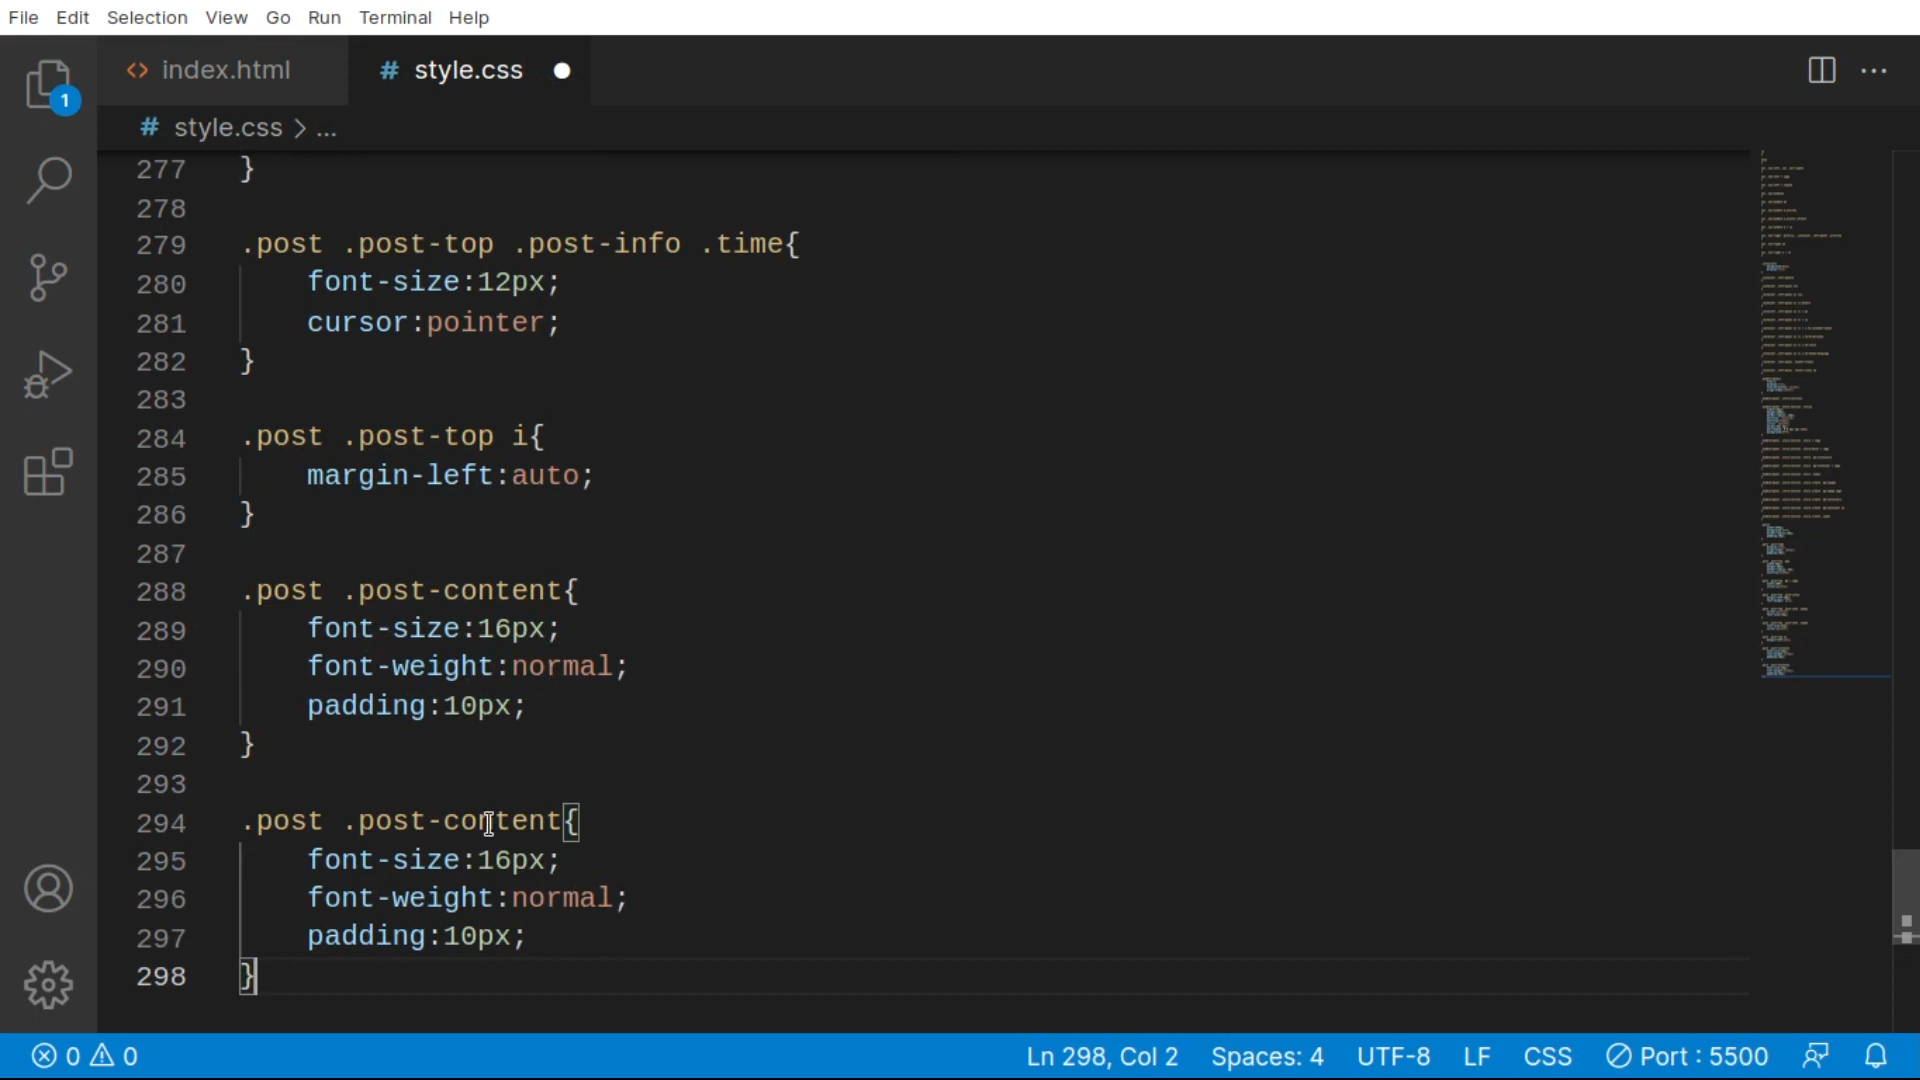 File Edit Selection View Go Run Terminal Help
<> index.html # style.css
# style.css > ...
277 }
278
279 .post .post-top .post-info .time{
280 font-size:12px;
281 cursor:pointer;
282 }
283
284 .post .post-top i{
285 margin-left:auto;
286 }
287
288 .post .post-content{
289 font-size:16px;
290 font-weight:normal;
291 padding:10px;
292 }
293
294 .post .post-content{
295 font-size:16px;
296 font-weight:normal;
297 padding:10px;
298 }
1
0 0 Ln 298, Col 2 Spaces: 4 UTF-8 LF CSS Port : 5500